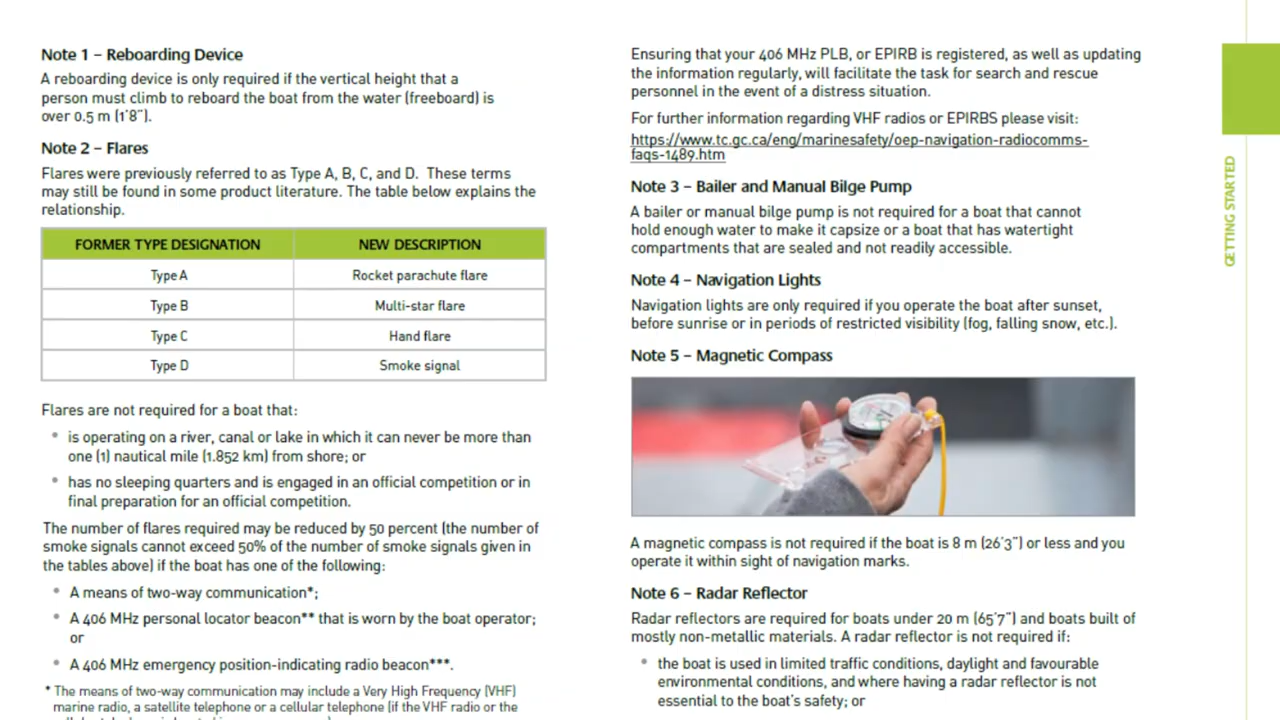 Note 1 – Reboarding Device
A reboarding device is only required if the vertical height that a
person must climb to reboard the boat from the water (freeboard) is
over 0.5 m (1'8").
Note 2 – Flares
Flares were previously referred to as Type A, B, C, and D. These terms
may still be found in some product literature. The table below explains the
relationship.
FORMER TYPE DESIGNATION NEW DESCRIPTION
Type A Rocket parachute flare
Type B Multi-star flare
Type C Hand flare
Type D Smoke signal
Flares are not required for a boat that:
• is operating on a river, canal or lake in which it can never be more than
one (1) nautical mile (1.852 km) from shore; or
• has no sleeping quarters and is engaged in an official competition or in
final preparation for an official competition.
The number of flares required may be reduced by 50 percent (the number of
smoke signals cannot exceed 50% of the number of smoke signals given in
the tables above) if the boat has one of the following:
• A means of two-way communication*;
• A 406 MHz personal locator beacon** that is worn by the boat operator;
or
• A 406 MHz emergency position-indicating radio beacon***.
* The means of two-way communication may include a Very High Frequency (VHF)
marine radio, a satellite telephone or a cellular telephone (if the VHF radio or the
Ensuring that your 406 MHz PLB, or EPIRB is registered, as well as updating
the information regularly, will facilitate the task for search and rescue
personnel in the event of a distress situation.
For further information regarding VHF radios or EPIRBS please visit:
https://www.tc.gc.ca/eng/marinesafety/oep-navigation-radiocomms-
faqs-1489.htm
Note 3 – Bailer and Manual Bilge Pump
A bailer or manual bilge pump is not required for a boat that cannot
hold enough water to make it capsize or a boat that has watertight
compartments that are sealed and not readily accessible.
Note 4 – Navigation Lights
Navigation lights are only required if you operate the boat after sunset,
before sunrise or in periods of restricted visibility (fog, falling snow, etc.).
Note 5 – Magnetic Compass
A magnetic compass is not required if the boat is 8 m (26'3") or less and you
operate it within sight of navigation marks.
Note 6 – Radar Reflector
Radar reflectors are required for boats under 20 m (65'7") and boats built of
mostly non-metallic materials. A radar reflector is not required if:
• the boat is used in limited traffic conditions, daylight and favourable
environmental conditions, and where having a radar reflector is not
essential to the boat's safety; or
GETTING STARTED